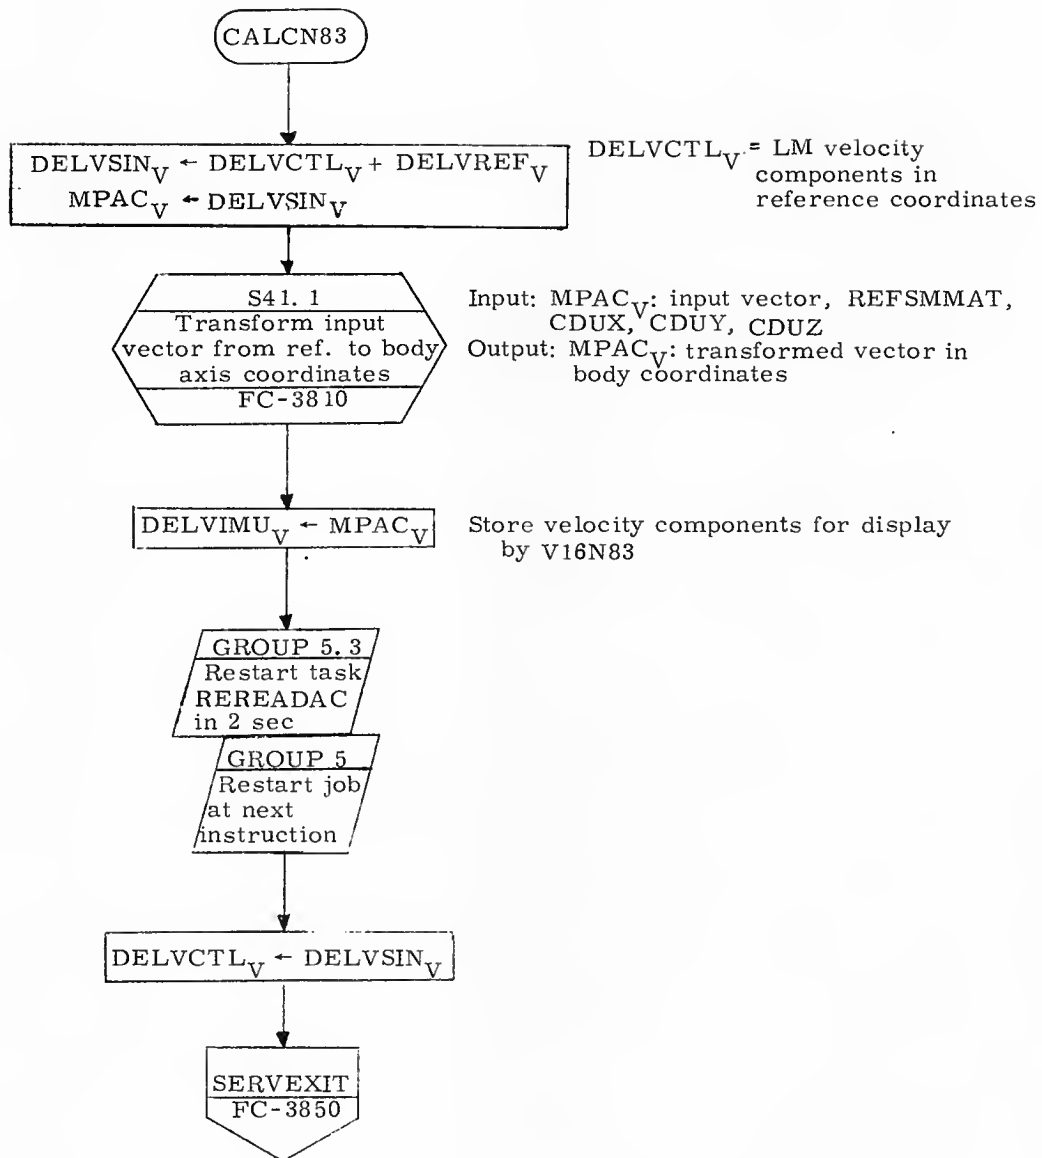 CALCN83
DELVSIN_V ← DELVCTL_V + DELVREF_V
MPAC_V ← DELVSIN_V
DELVCTL_V = LM velocity
components in
reference coordinates
S41. 1
Transform input
vector from ref. to body
axis coordinates
FC-3810
Input: MPAC_V: input vector, REFSMMAT,
CDUX, CDUY, CDUZ
Output: MPAC_V: transformed vector in
body coordinates
DELVIMU_V ← MPAC_V
Store velocity components for display
by V16N83
GROUP 5. 3
Restart task
REREADAC
in 2 sec
GROUP 5
Restart job
at next
instruction
DELVCTL_V ← DELVSIN_V
SERVEXIT
FC-3850